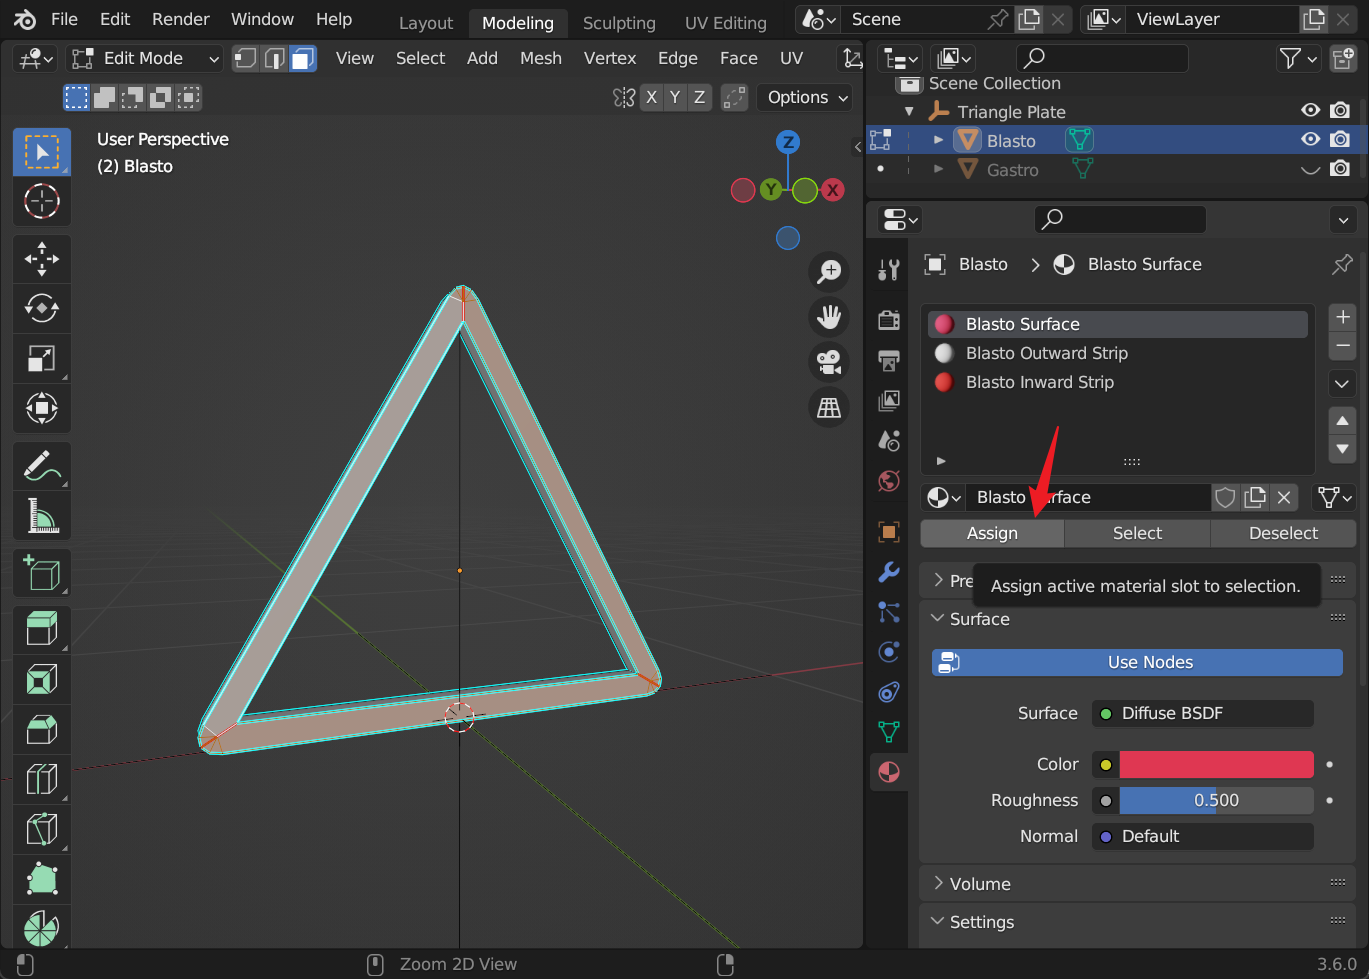 File Edit Render Window Help Layout Modeling Sculpting UV Editing Scene ViewLayer
Edit Mode View Select Add Mesh Vertex Edge Face UV
Scene Collection
X Y Z Options
Triangle Plate
User Perspective
Blasto
(2) Blasto
Gastro
Z
Y X
Blasto > Blasto Surface
Blasto Surface
Blasto Outward Strip
Blasto Inward Strip
Blasto rface
Assign Select Deselect
Pre
Assign active material slot to selection.
Surface
Use Nodes
Surface Diffuse BSDF
Color
Roughness 0.500
Normal Default
Volume
Settings
Zoom 2D View 3.6.0